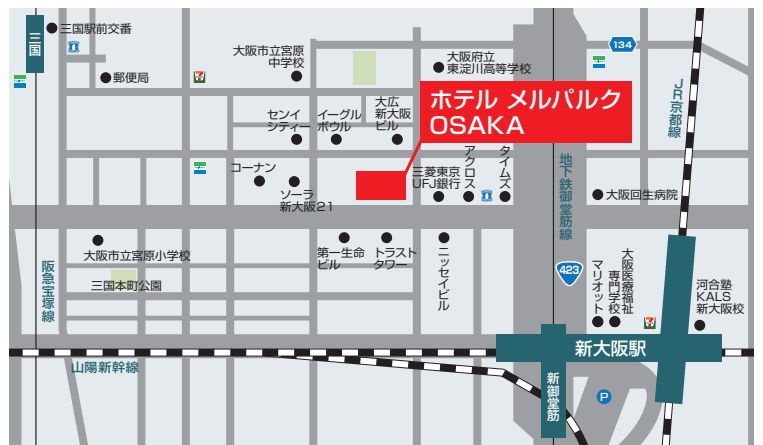 三国駅前交番
三国
郵便局
大阪市立宮原
中学校
大阪府立
東淀川高等学校
134
JR京都線
ホテル メルパルク
OSAKA
センイ
シティー
イーグル
ボウル
大広
新大阪
ビル
コーナン
ソーラ
新大阪21
三菱東京
UFJ銀行
アクロス
タイムズ
地下鉄御堂筋線
大阪回生病院
大阪市立宮原小学校
三国本町公園
阪急宝塚線
第一生命
ビル
トラスト
タワー
ニッセイビル
423
マリオット
大阪医療福祉
専門学校
7
7
河合塾
KALS
新大阪校
新大阪駅
山陽新幹線
新御堂筋
P